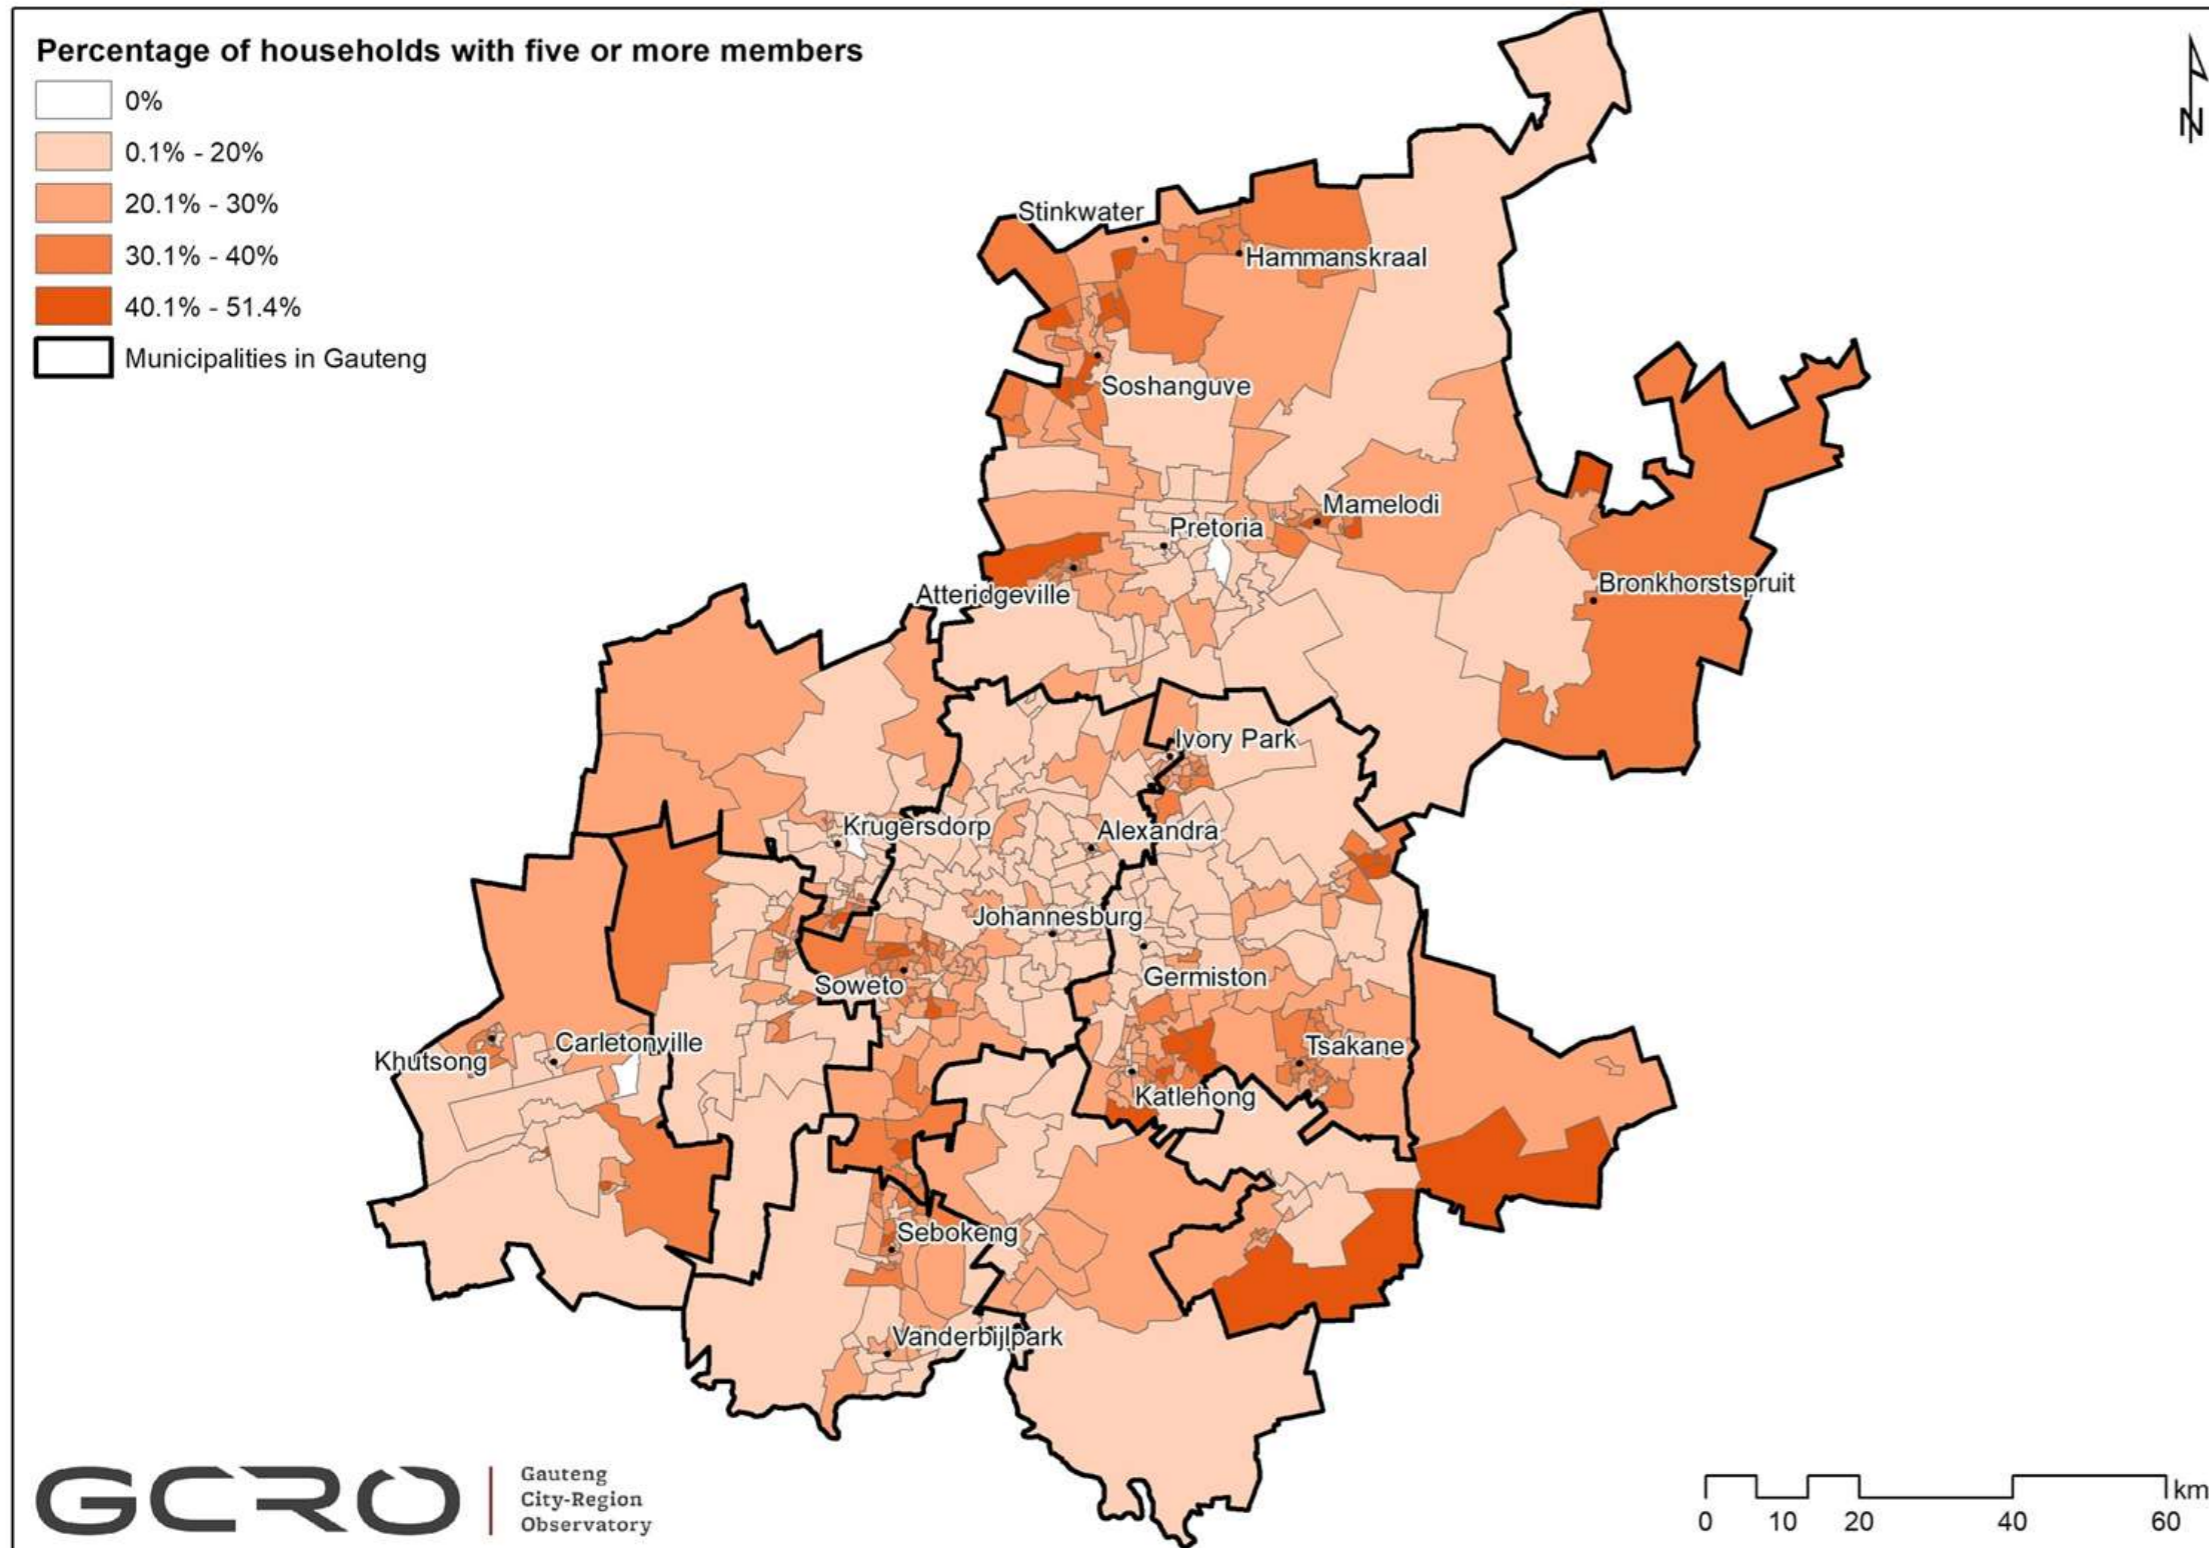 Percentage of households with five or more members
0%
0.1% - 20%
20.1% - 30%
30.1% - 40%
40.1% - 51.4%
Municipalities in Gauteng
N
Stinkwater
Hammanskraal
Soshanguve
Mamelodi
Pretoria
Bronkhorstspruit
Atteridgeville
Ivory Park
Krugersdorp
Alexandra
Johannesburg
Germiston
Soweto
Carletonville
Khutsong
Tsakane
Katlehong
Sebokeng
Vanderbijlpark
GCRO
Gauteng
City-Region
Observatory
km
0 10 20 40 60